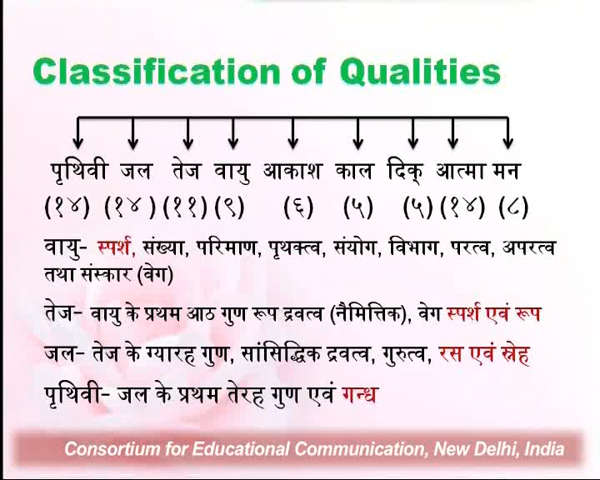 Classification of Qualities
पृथिवी जल तेज वायु आकाश काल दिक् आत्मा मन
(१४) (१४ ) (११) (९) (६) (५) (५) (१४) (८)
वायु- स्पर्श, संख्या, परिमाण, पृथक्त्व, संयोग, विभाग, परत्व, अपरत्व
तथा संस्कार (वेग)
तेज- वायु के प्रथम आठ गुण रूप द्रवत्व (नैमित्तिक), वेग स्पर्श एवं रूप
जल- तेज के ग्यारह गुण, सांसिद्धिक द्रवत्व, गुरुत्व, रस एवं स्नेह
पृथिवी- जल के प्रथम तेरह गुण एवं गन्ध
Consortium for Educational Communication, New Delhi, India